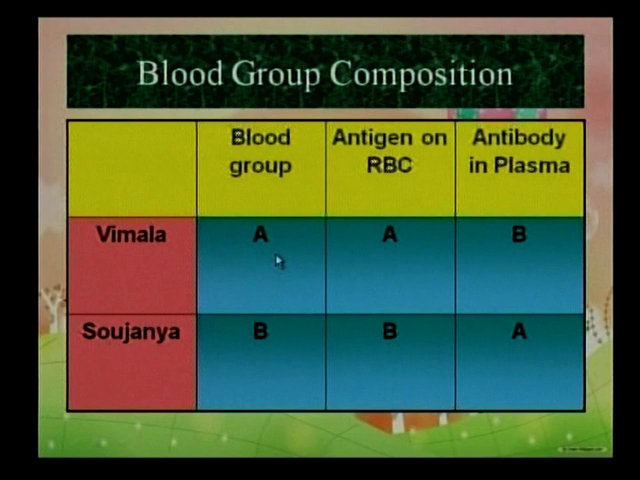 Blood Group Composition
Blood group
Antigen on RBC
Antibody in Plasma
Vimala A A B
Soujanya B B A